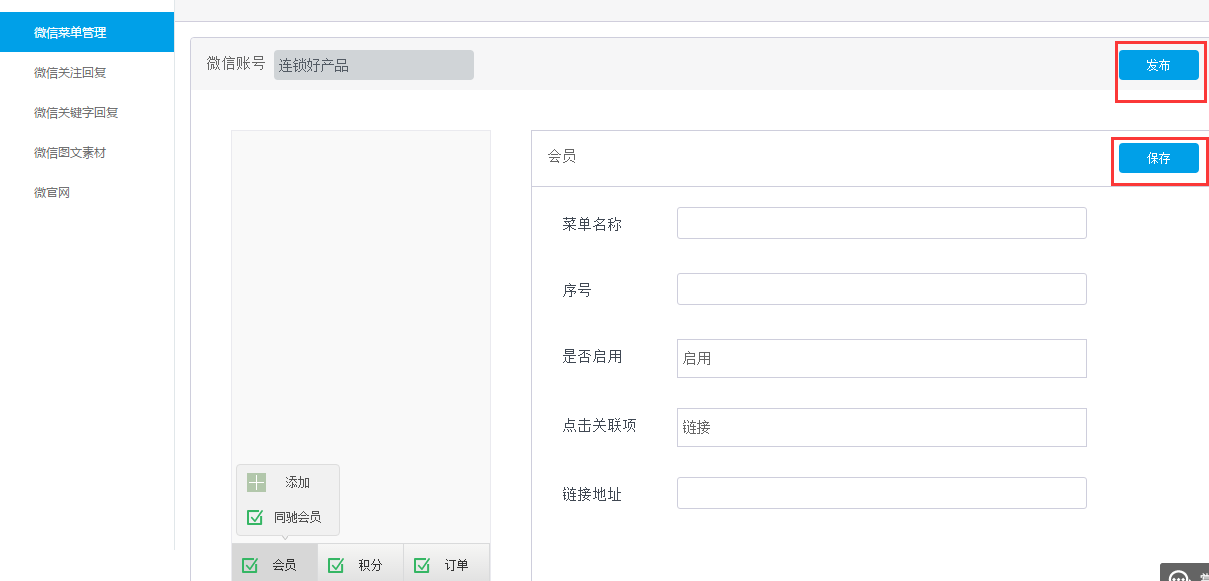 微信菜单管理
微信关注回复
微信关键字回复
微信图文素材
微官网
微信账号 连锁好产品 发布
会员 保存
菜单名称
序号
是否启用 启用
点击关联项 链接
链接地址
添加
同驰会员
会员 积分 订单